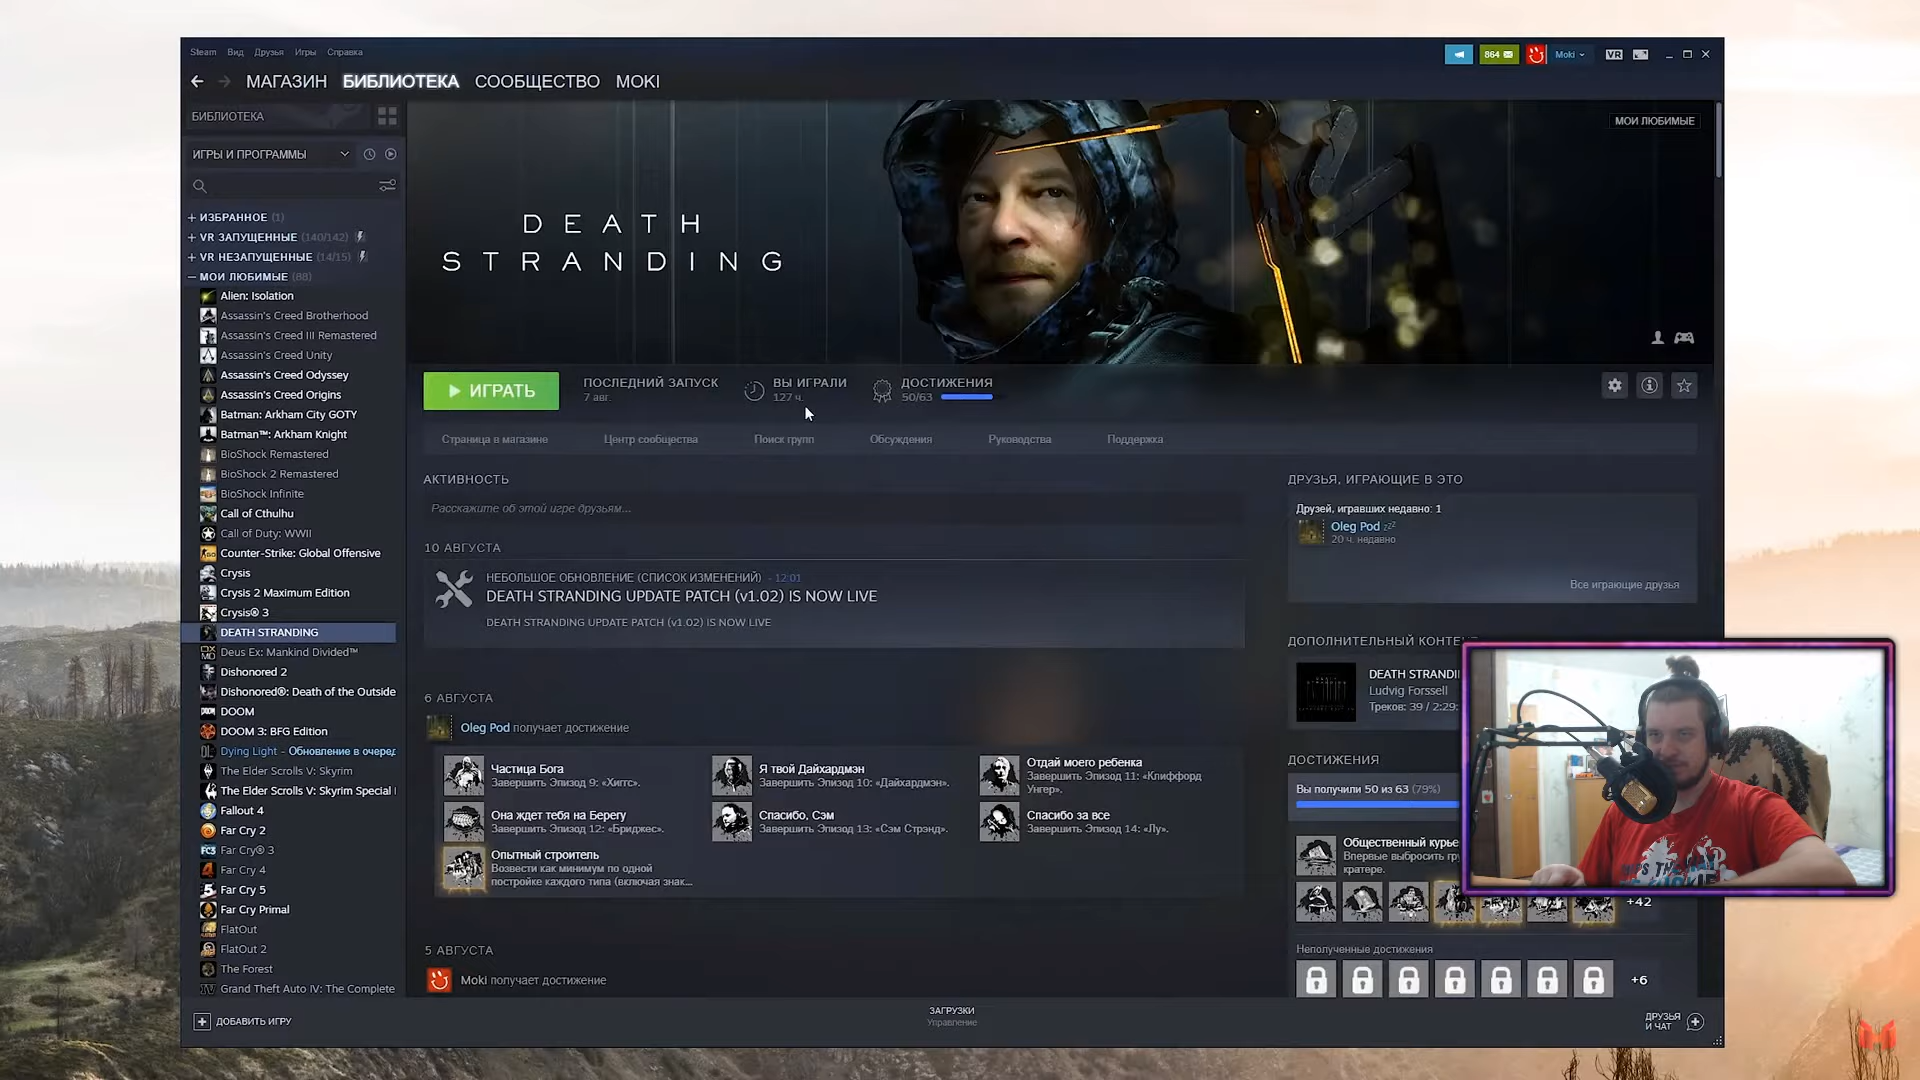 Steam Вид Друзья Игры Справка
864
Moki
VR
МАГАЗИН БИБЛИОТЕКА СООБЩЕСТВО MOKI
БИБЛИОТЕКА
МОИ ЛЮБИМЫЕ
ИГРЫ И ПРОГРАММЫ
DEATH
STRANDING
+ ИЗБРАННОЕ (1)
+ VR ЗАПУЩЕННЫЕ (140/142)
+ VR НЕЗАПУЩЕННЫЕ (14/15)
– МОИ ЛЮБИМЫЕ (88)
Alien: Isolation
Assassin's Creed Brotherhood
Assassin's Creed III Remastered
Assassin's Creed Unity
Assassin's Creed Odyssey
Assassin's Creed Origins
Batman: Arkham City GOTY
Batman™: Arkham Knight
BioShock Remastered
BioShock 2 Remastered
BioShock Infinite
Call of Cthulhu
Call of Duty: WWII
Counter-Strike: Global Offensive
Crysis
Crysis 2 Maximum Edition
Crysis® 3
DEATH STRANDING
Deus Ex: Mankind Divided™
Dishonored 2
Dishonored®: Death of the Outside
DOOM
DOOM 3: BFG Edition
Dying Light - Обновление в очеред
The Elder Scrolls V: Skyrim
The Elder Scrolls V: Skyrim Special
Fallout 4
Far Cry 2
Far Cry® 3
Far Cry 4
Far Cry 5
Far Cry Primal
FlatOut
FlatOut 2
The Forest
Grand Theft Auto IV: The Complete
ДОБАВИТЬ ИГРУ
ИГРАТЬ
ПОСЛЕДНИЙ ЗАПУСК
7 авг.
ВЫ ИГРАЛИ
127 ч.
ДОСТИЖЕНИЯ
50/63
Страница в магазине Центр сообщества Поиск групп Обсуждения Руководства Поддержка
АКТИВНОСТЬ
Расскажите об этой игре друзьям...
10 АВГУСТА
НЕБОЛЬШОЕ ОБНОВЛЕНИЕ (СПИСОК ИЗМЕНЕНИЙ) - 12:01
DEATH STRANDING UPDATE PATCH (v1.02) IS NOW LIVE
DEATH STRANDING UPDATE PATCH (v1.02) IS NOW LIVE
6 АВГУСТА
Oleg Pod получает достижение
Частица Бога
Завершить Эпизод 9: «Хиггс».
Я твой Дайхардмэн
Завершить Эпизод 10: «Дайхардмэн».
Отдай моего ребенка
Завершить Эпизод 11: «Клиффорд
Унгер».
Она ждет тебя на Берегу
Завершить Эпизод 12: «Бриджес».
Спасибо, Сэм
Завершить Эпизод 13: «Сэм Стрэнд».
Спасибо за все
Завершить Эпизод 14: «Лу».
Опытный строитель
Возвести как минимум по одной
постройке каждого типа (включая знак...
5 АВГУСТА
Moki получает достижение
ДРУЗЬЯ, ИГРАЮЩИЕ В ЭТО
Друзей, игравших недавно: 1
Oleg Pod zzz
20 ч. недавно
Все играющие друзья
ДОПОЛНИТЕЛЬНЫЙ КОНТЕ
DEATH STRANDI
Ludvig Forssell
Треков: 39 / 2:29:
ДОСТИЖЕНИЯ
Вы получили 50 из 63 (79%)
Общественный курье
Впервые выбросить гру
кратере.
+42
Неполученные достижения
+6
ЗАГРУЗКИ
Управление
ДРУЗЬЯ
И ЧАТ